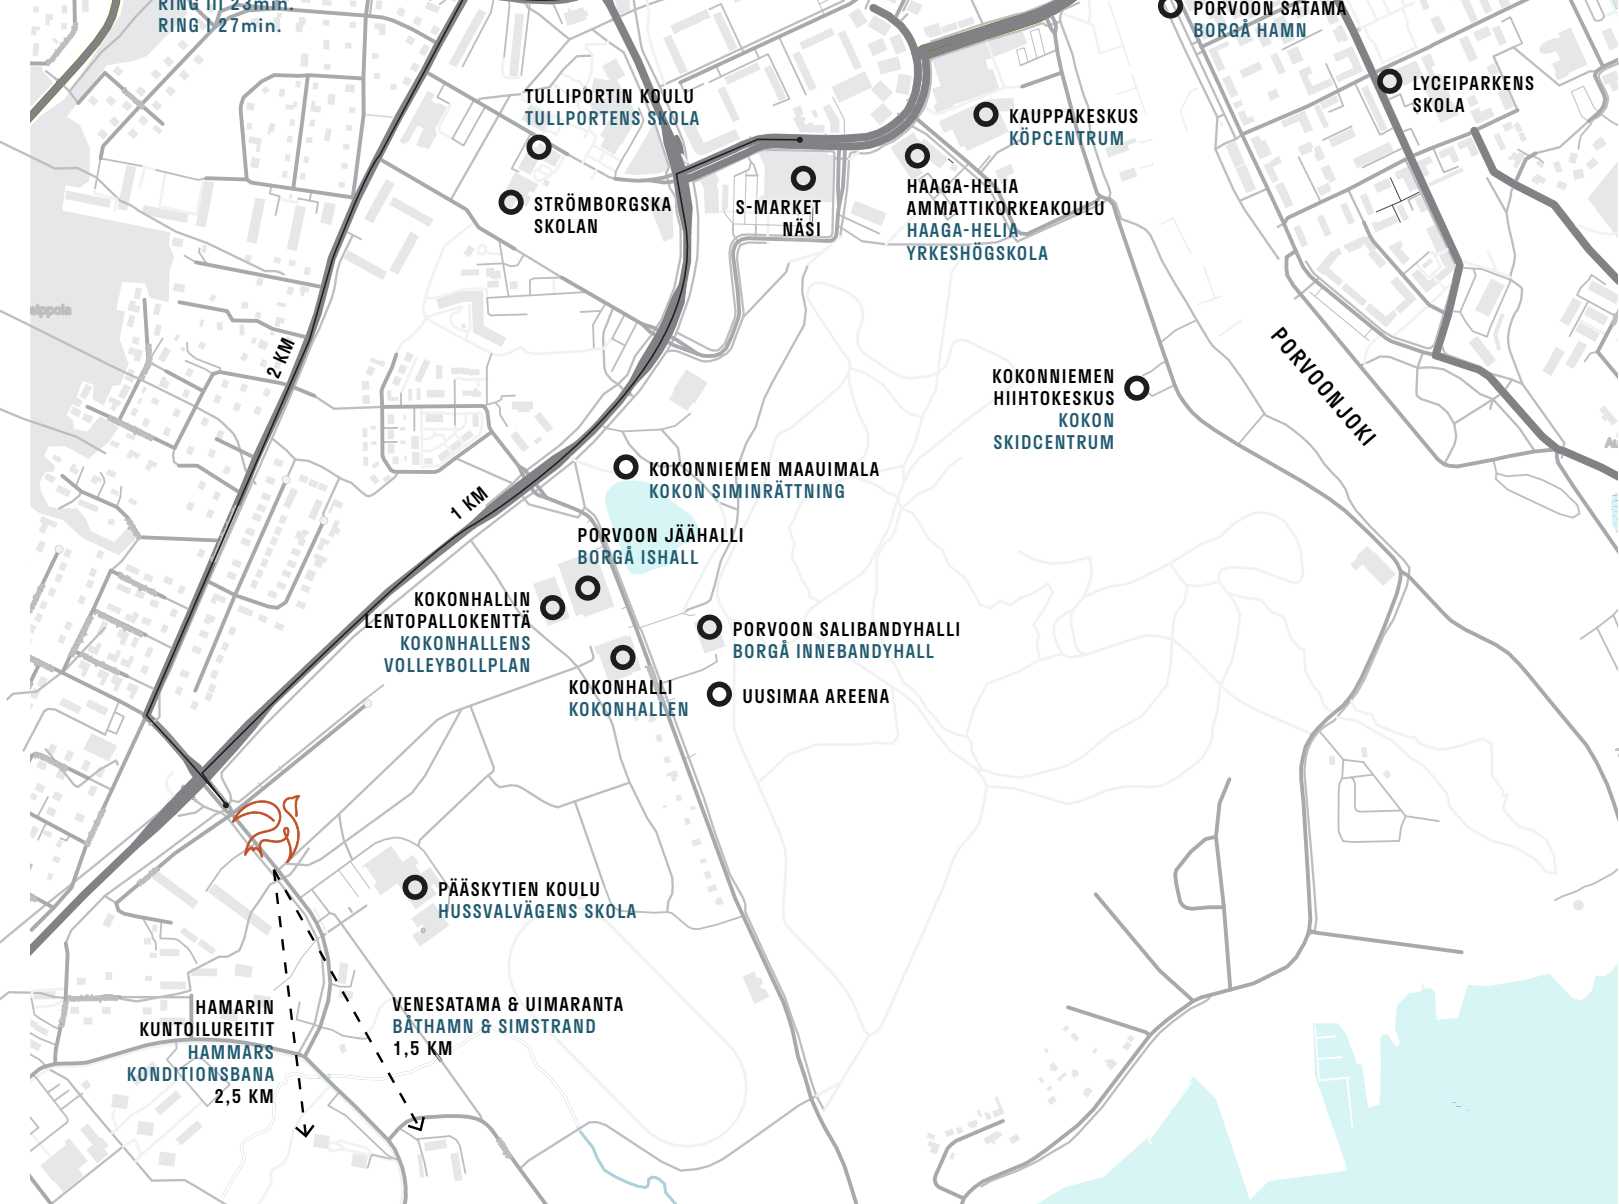 RING III 23min.
RING I 27min.
PORVOON SATAMA
BORGÅ HAMN
LYCEIPARKENS
SKOLA
TULLIPORTIN KOULU
TULLPORTENS SKOLA
KAUPPAKESKUS
KÖPCENTRUM
STRÖMBORGSKA
SKOLAN
S-MARKET
NÄSI
HAAGA-HELIA
AMMATTIKORKEAKOULU
HAAGA-HELIA
YRKESHÖGSKOLA
2 KM
PORVOONJOKI
KOKONNIEMEN
HIIHTOKESKUS
KOKON
SKIDCENTRUM
KOKONNIEMEN MAAUIMALA
KOKON SIMINRÄTTNING
1 KM
PORVOON JÄÄHALLI
BORGÅ ISHALL
KOKONHALLIN
LENTOPALLOKENTTÄ
KOKONHALLENS
VOLLEYBOLLPLAN
PORVOON SALIBANDYHALLI
BORGÅ INNEBANDYHALL
KOKONHALLI
KOKONHALLEN
UUSIMAA AREENA
PÄÄSKYTIEN KOULU
HUSSVALVÄGENS SKOLA
HAMARIN
KUNTOILUREITIT
HAMMARS
KONDITIONSBANA
2,5 KM
VENESATAMA & UIMARANTA
BÅTHAMN & SIMSTRAND
1,5 KM